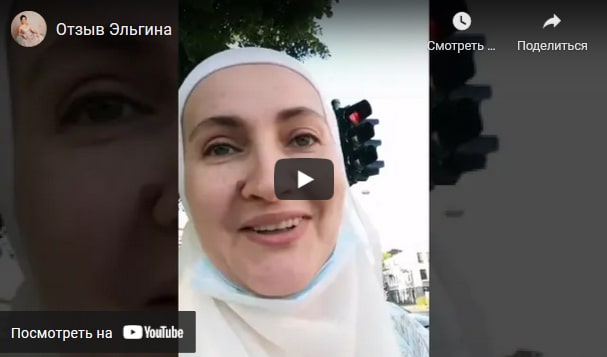 Отзыв Эльгина
Смотреть ...
Поделиться
Посмотреть на YouTube